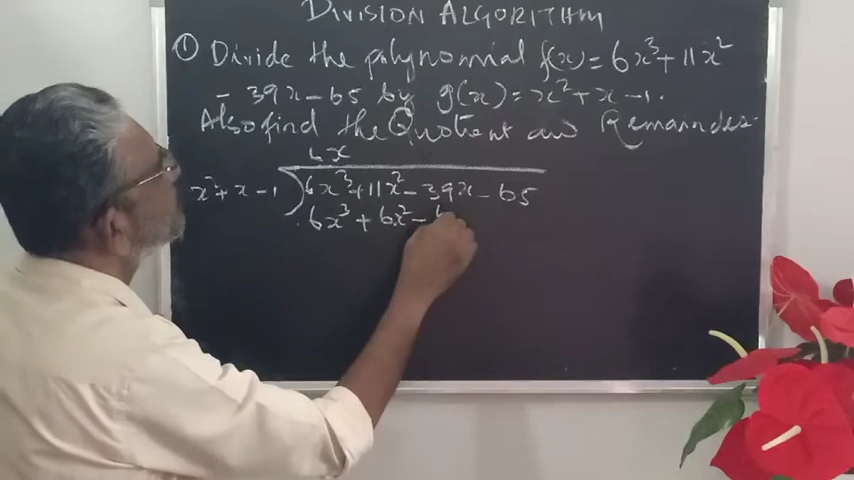 DIVISION ALGORITHM
① Divide the polynomial f(x) = 6x³ + 11x²
- 39x - 65 by g(x) = x² + x - 1.
Also find the Quotient and Remainder.
6x
x² + x - 1 ) 6x³ + 11x² - 39x - 65
6x³ + 6x² - 6